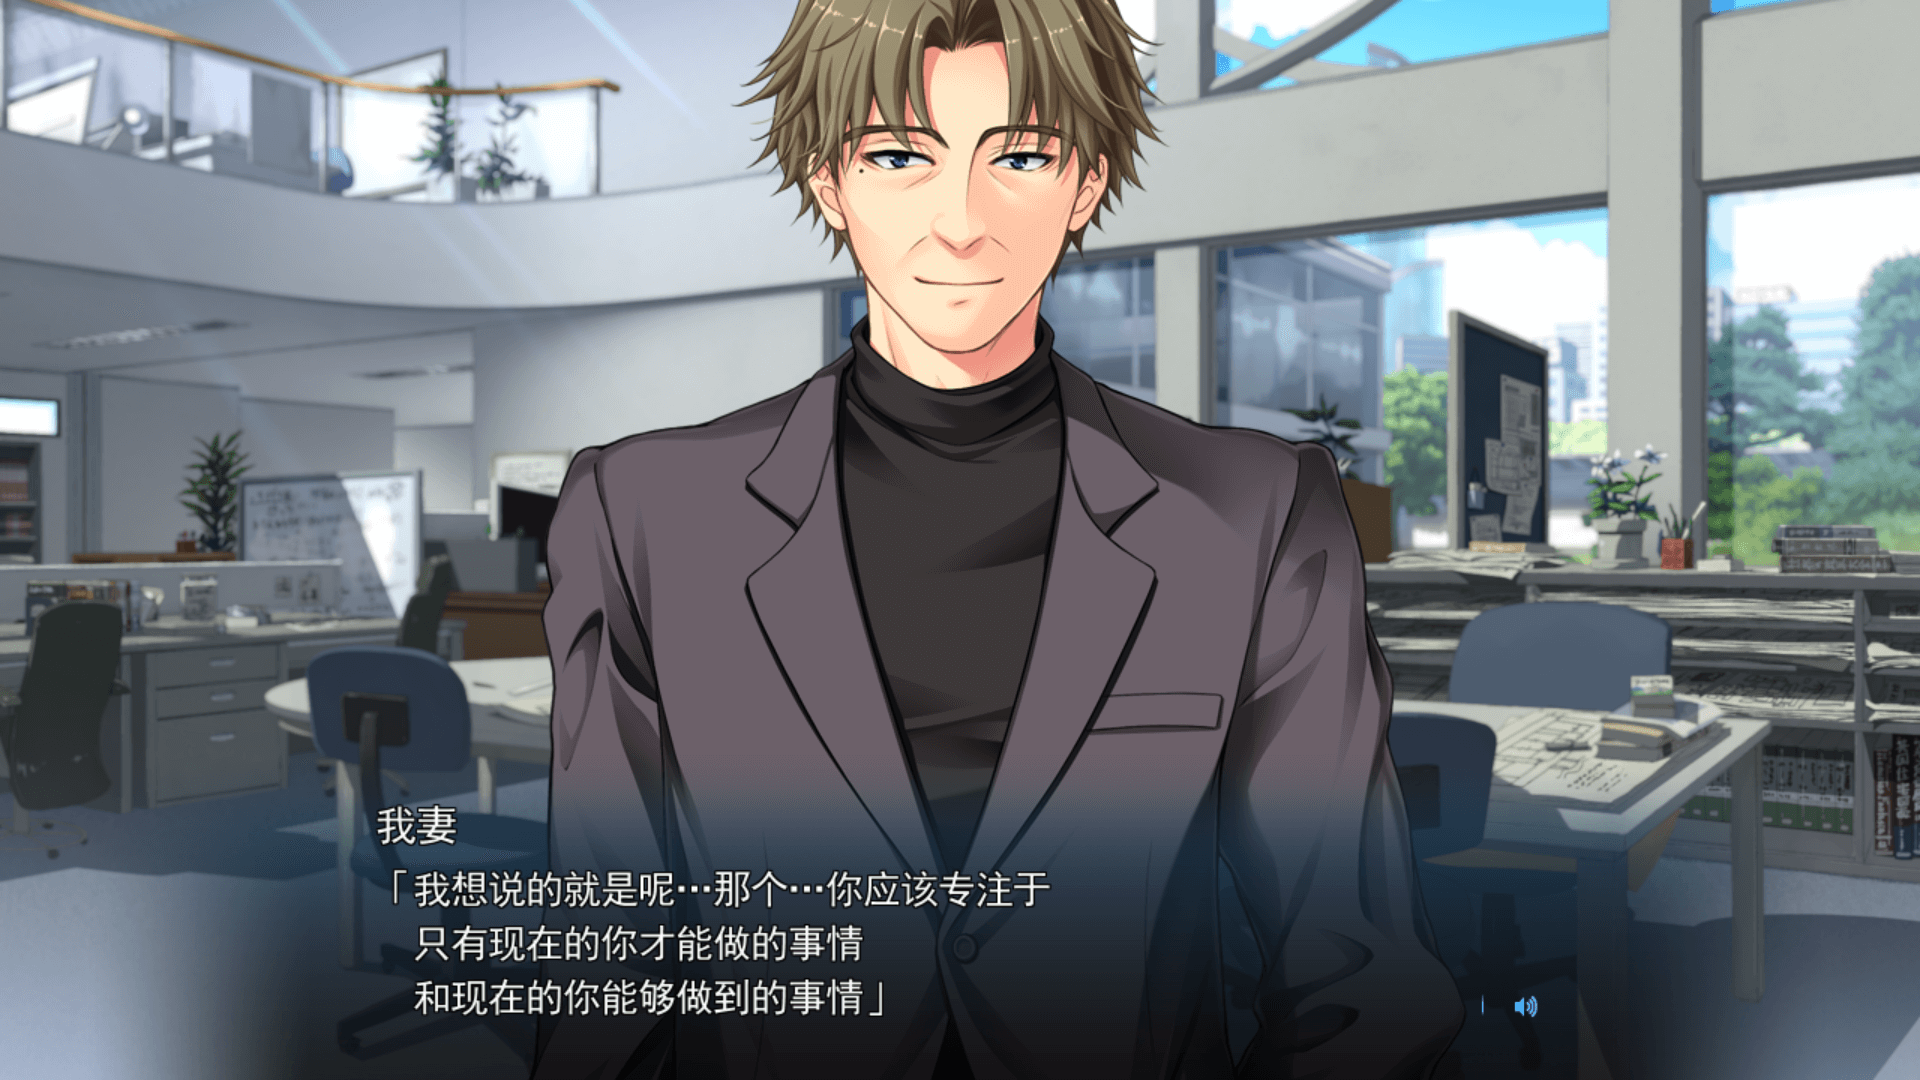 我妻
「我想说的就是呢…那个…你应该专注于
只有现在的你才能做的事情
和现在的你能够做到的事情」